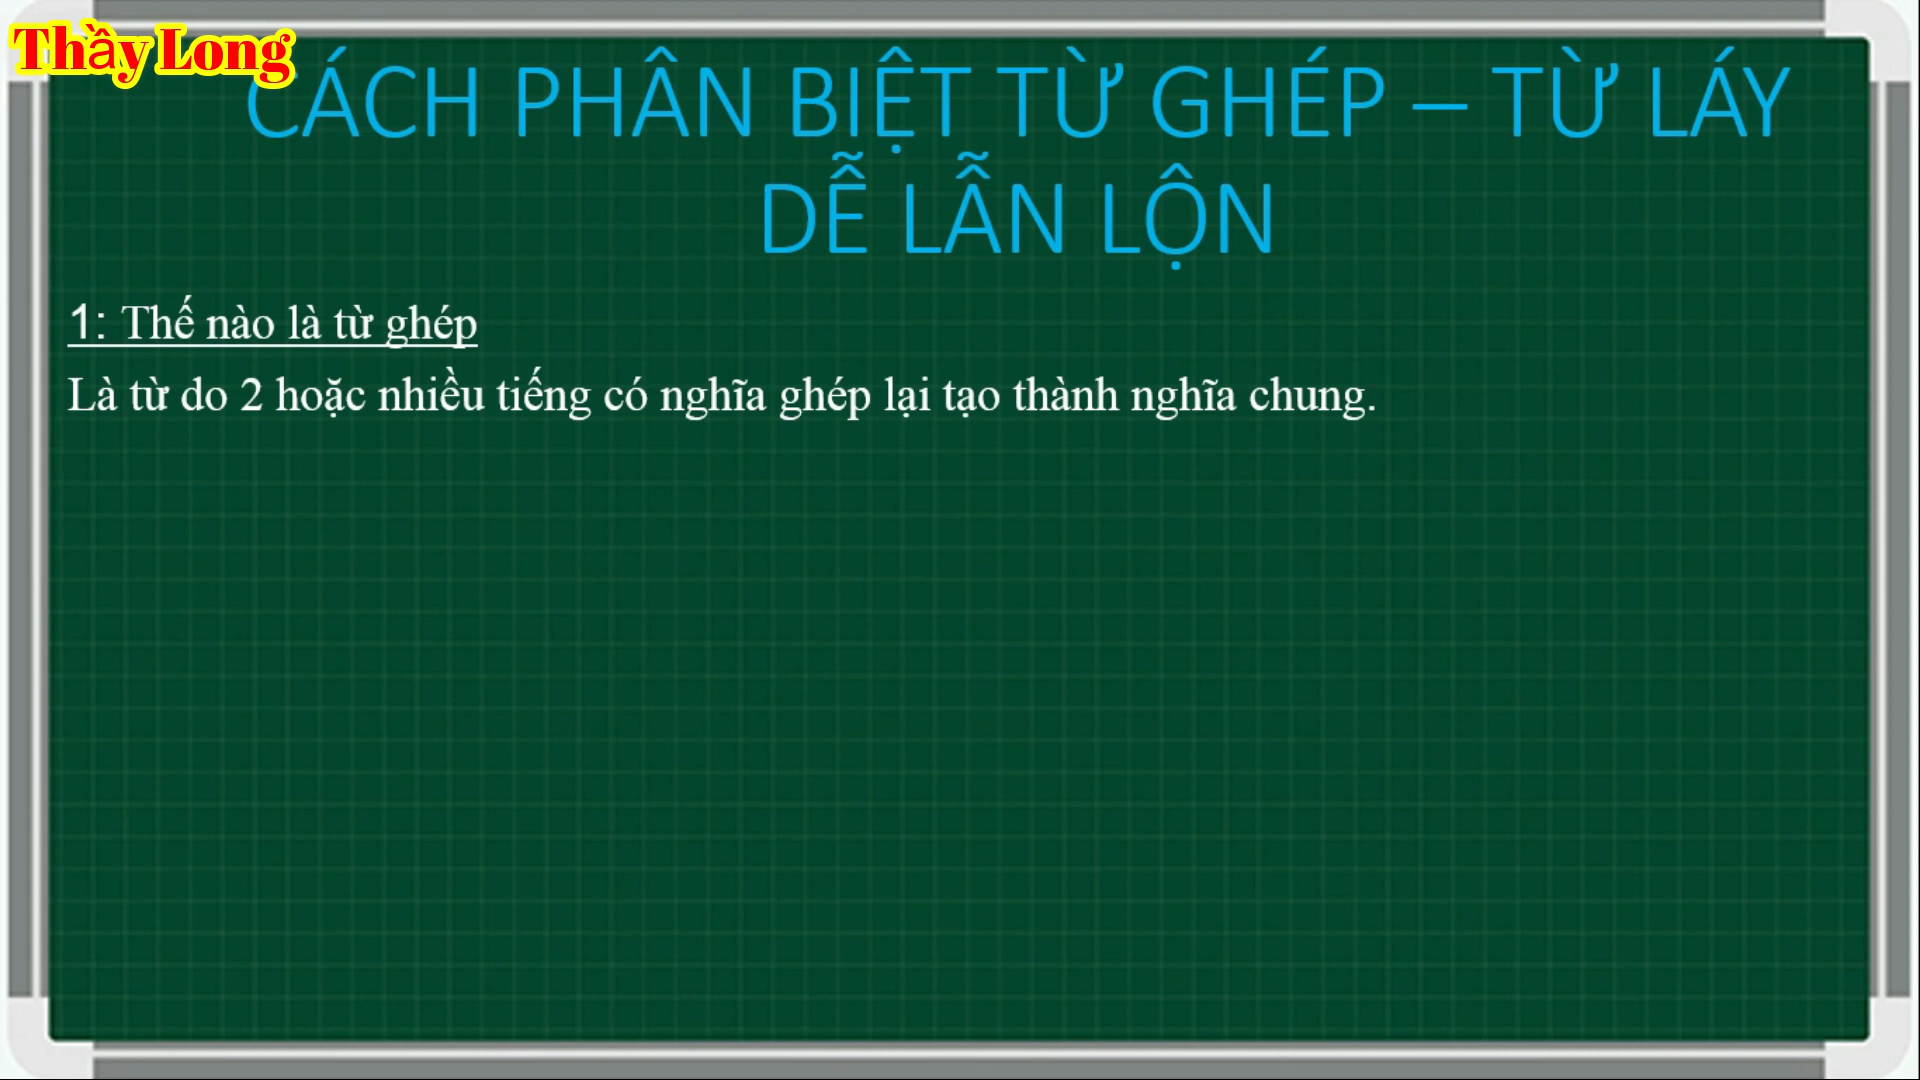 Thầy Long
CÁCH PHÂN BIỆT TỪ GHÉP – TỪ LÁY
DỄ LẪN LỘN
1: Thế nào là từ ghép
Là từ do 2 hoặc nhiều tiếng có nghĩa ghép lại tạo thành nghĩa chung.